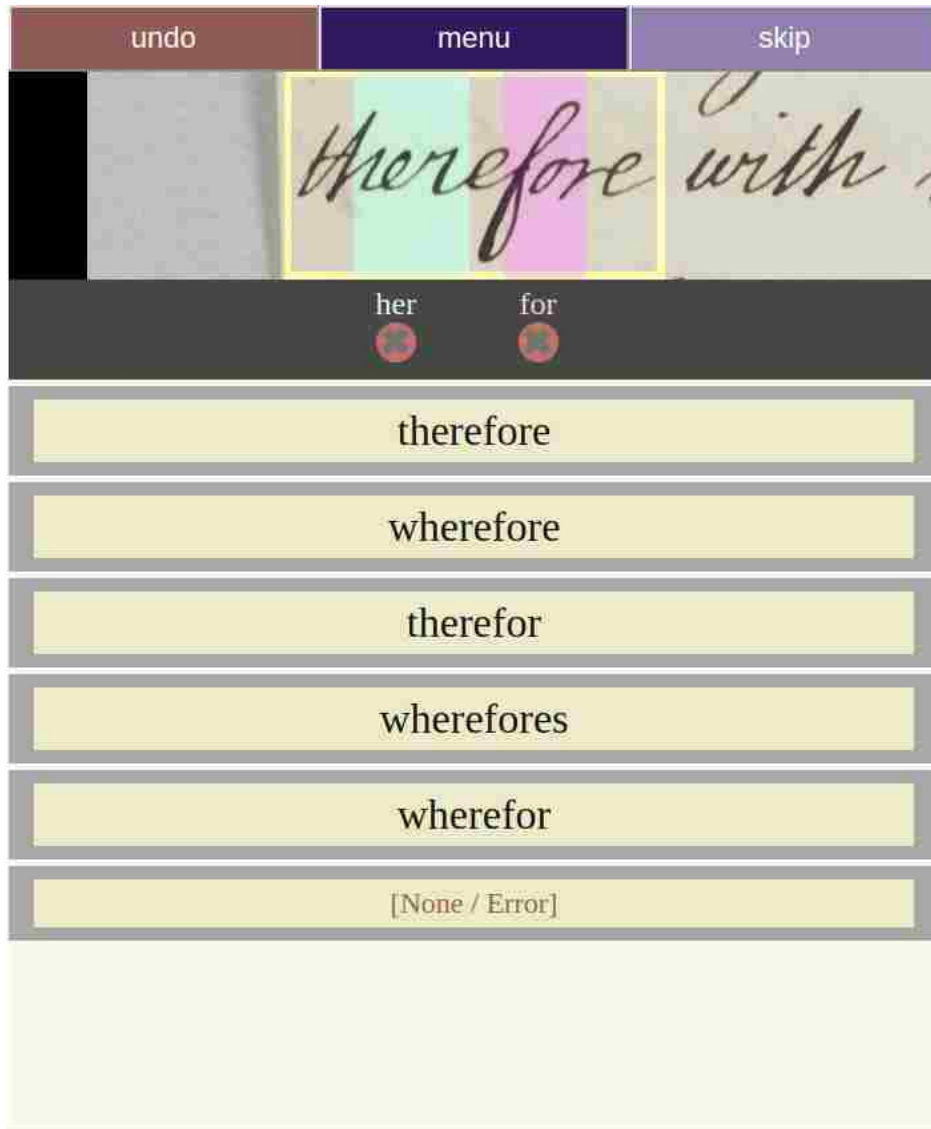 undo menu skip
therefore with
her for
therefore
wherefore
therefor
wherefores
wherefor
[None / Error]